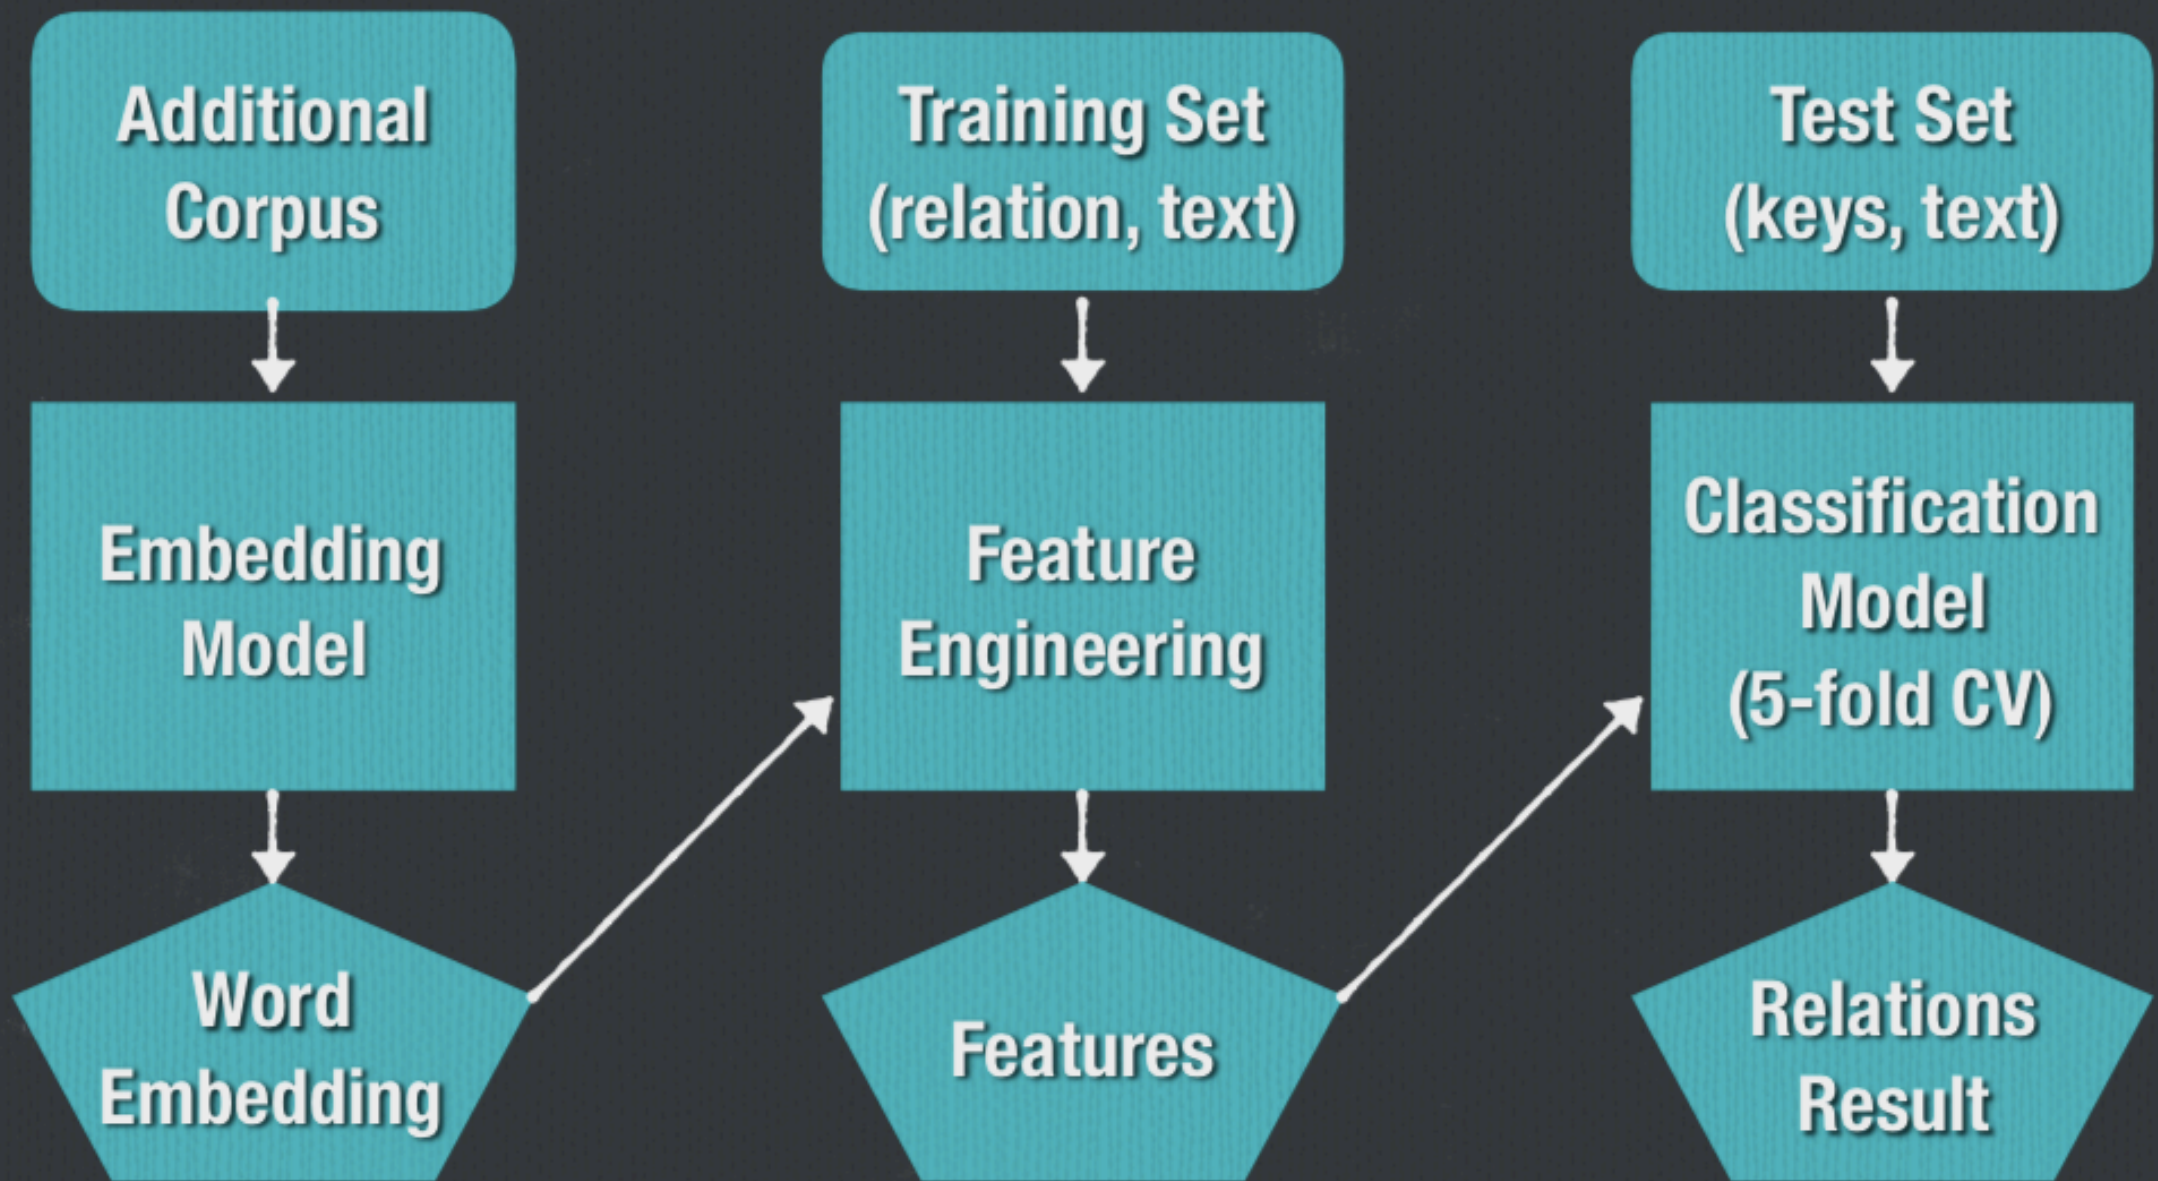 Additional
Corpus
Training Set
(relation, text)
Test Set
(keys, text)
Embedding
Model
Feature
Engineering
Classification
Model
(5-fold CV)
Word
Embedding
Features
Relations
Result